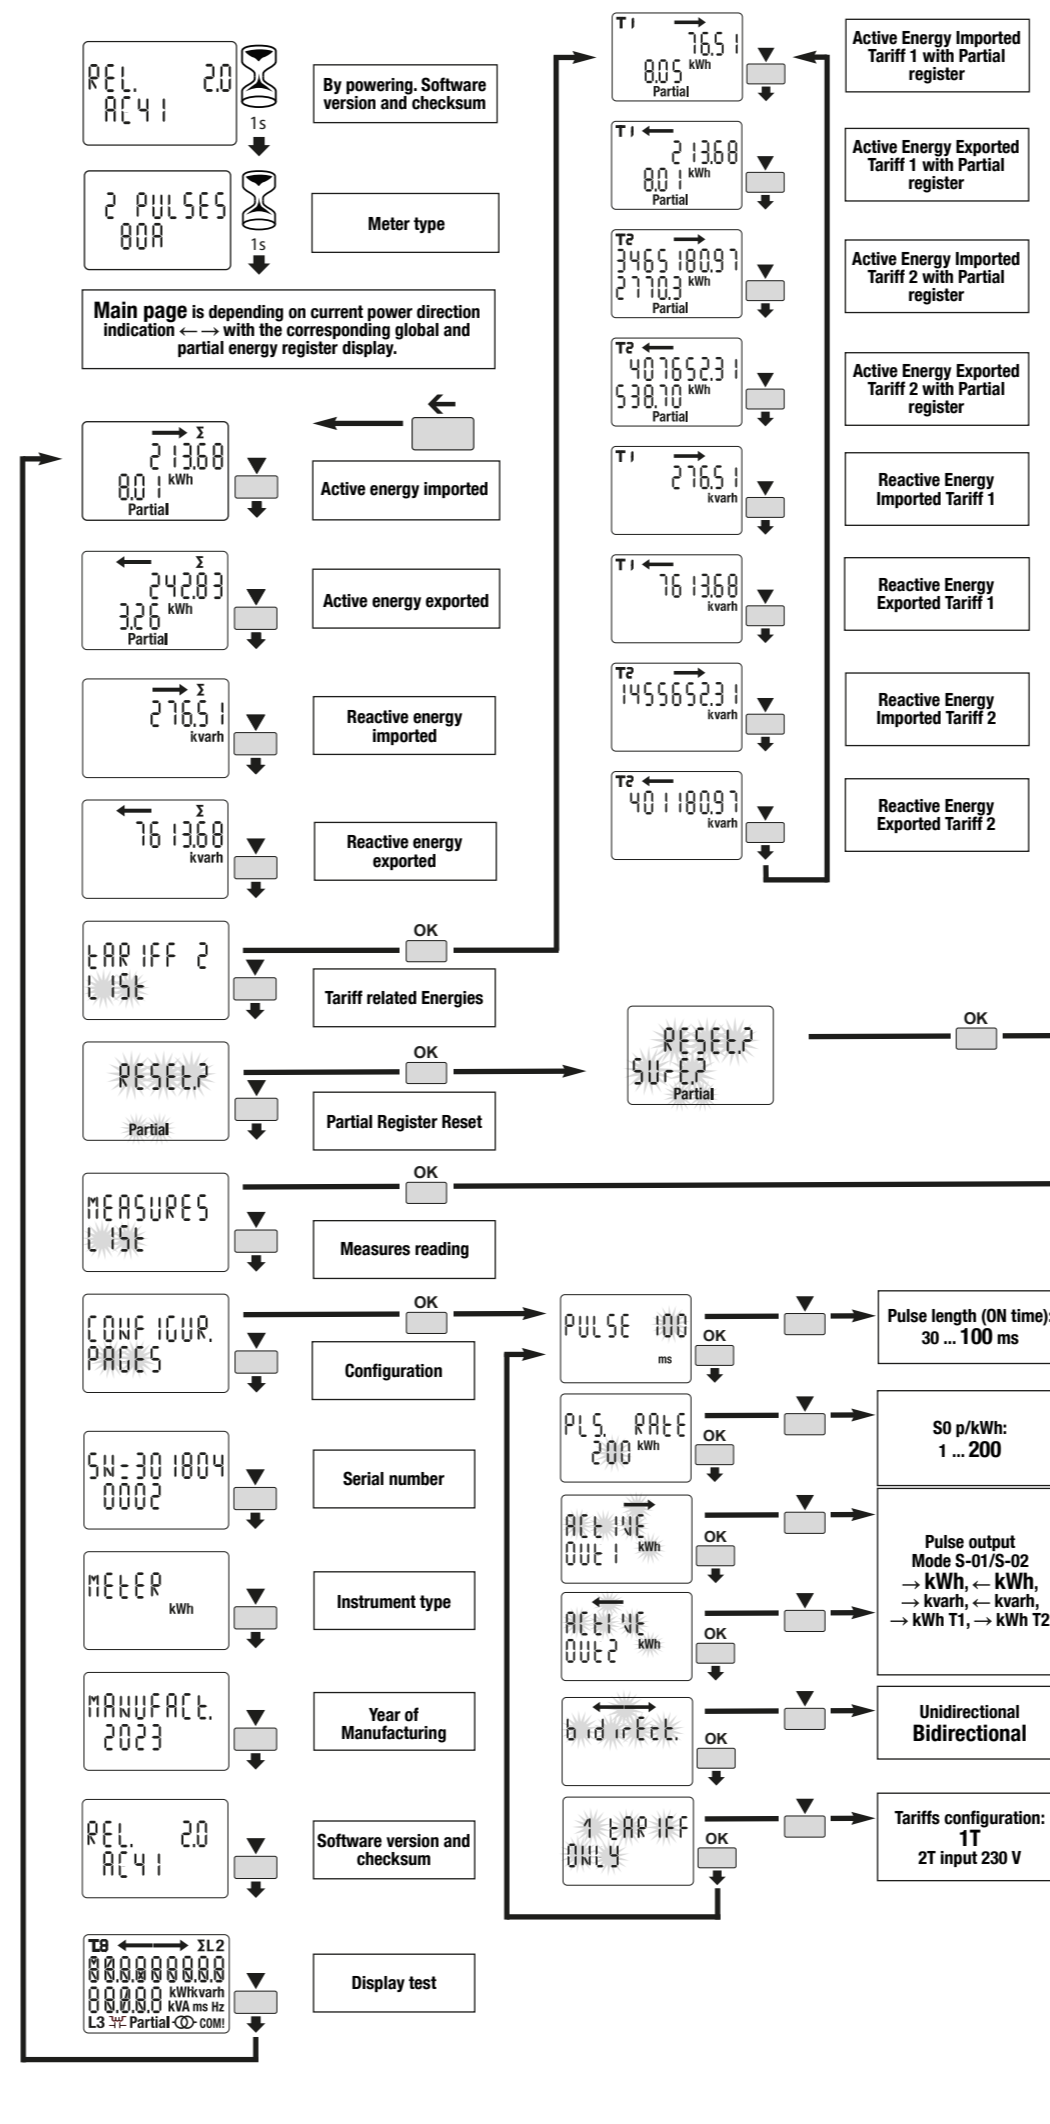 REL. 2.0
AC41
1s
By powering. Software
version and checksum
2 PULSES
80A
1s
Meter type
Main page is depending on current power direction
indication ← → with the corresponding global and
partial energy register display.
→ Σ
213.68
8.01 kWh
Partial
←
Active energy imported
← Σ
242.83
3.26 kWh
Partial
Active energy exported
→ Σ
276.51
kvarh
Reactive energy
imported
← Σ
7613.68
kvarh
Reactive energy
exported
tARIFF 2
LISt
OK
Tariff related Energies
RESEt.?
Partial
OK
Partial Register Reset
RESEt.?
SUrE.?
Partial
OK
MEASURES
LISt
OK
Measures reading
CONFIGUR.
PAGES
OK
Configuration
SN=301804
0002
Serial number
MEtER
kWh
Instrument type
MANUFACt.
2023
Year of
Manufacturing
REL. 2.0
AC41
Software version and
checksum
ΣL2
kWhkvarh
kVA ms Hz
L3 Partial COM!
Display test
T1 →
76.51
8.05 kWh
Partial
Active Energy Imported
Tariff 1 with Partial
register
T1 ←
213.68
8.01 kWh
Partial
Active Energy Exported
Tariff 1 with Partial
register
T2 →
3465180.97
2770.3 kWh
Partial
Active Energy Imported
Tariff 2 with Partial
register
T2 ←
407652.31
538.70 kWh
Partial
Active Energy Exported
Tariff 2 with Partial
register
T1 →
276.51
kvarh
Reactive Energy
Imported Tariff 1
T1 ←
7613.68
kvarh
Reactive Energy
Exported Tariff 1
T2 →
1455652.31
kvarh
Reactive Energy
Imported Tariff 2
T2 ←
401180.97
kvarh
Reactive Energy
Exported Tariff 2
PULSE 100
ms
OK
Pulse length (ON time):
30 ... 100 ms
PLS. RAtE
200 kWh
OK
S0 p/kWh:
1 ... 200
→
ACtIVE
OUt1 kWh
OK
←
ACtIVE
OUt2 kWh
OK
Pulse output
Mode S-01/S-02
→ kWh, ← kWh,
→ kvarh, ← kvarh,
→ kWh T1, → kWh T2
bidirEct.
OK
Unidirectional
Bidirectional
1 tARIFF
ONLY
OK
Tariffs configuration:
1T
2T input 230 V